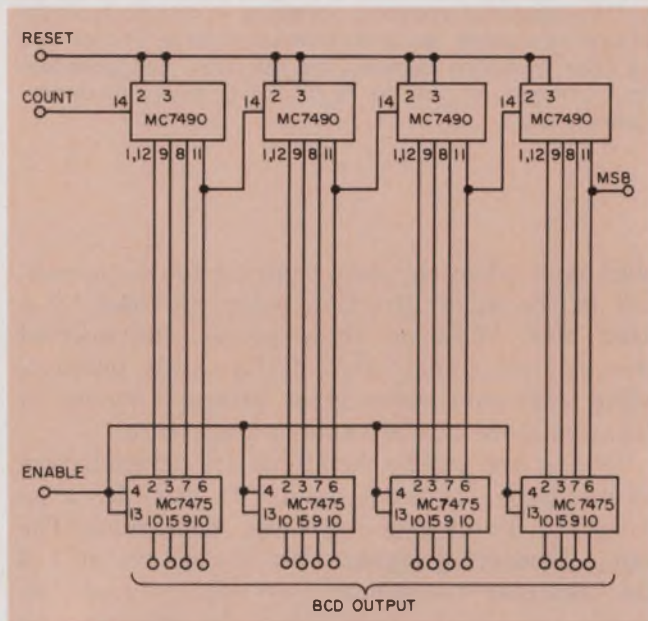 RESET
2 3 2 3 2 3 2 3
COUNT 14 14 14 14
MC7490 MC7490 MC7490 MC7490
1,12 9 8 11 1,12 9 8 11 1,12 9 8 11 1,12 9 8 11
MSB
ENABLE
4 2 3 7 6 4 2 3 7 6 4 2 3 7 6 4 2 3 7 6
MC7475 MC7475 MC7475 MC7475
13 10 15 9 10 13 10 15 9 10 13 10 15 9 10 13 10 15 9 10
BCD OUTPUT